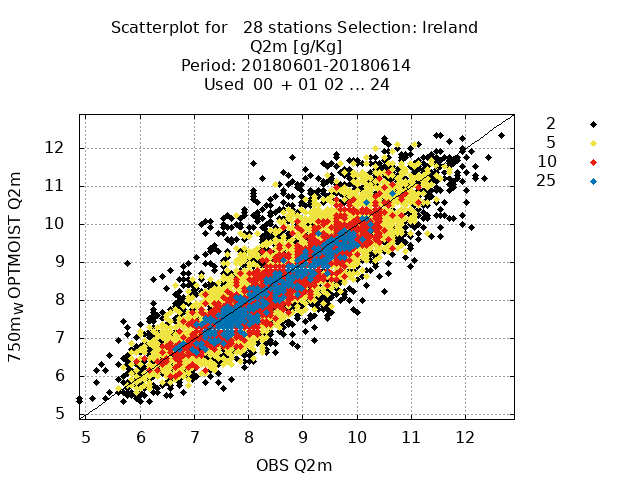 Scatterplot for 28 stations Selection: Ireland
Q2m [g/Kg]
Period: 20180601-20180614
Used 00 + 01 02 ... 24
2
5
10
25
750mWOPTMOIST Q2m
12
11
10
9
8
7
6
5
5 6 7 8 9 10 11 12
OBS Q2m